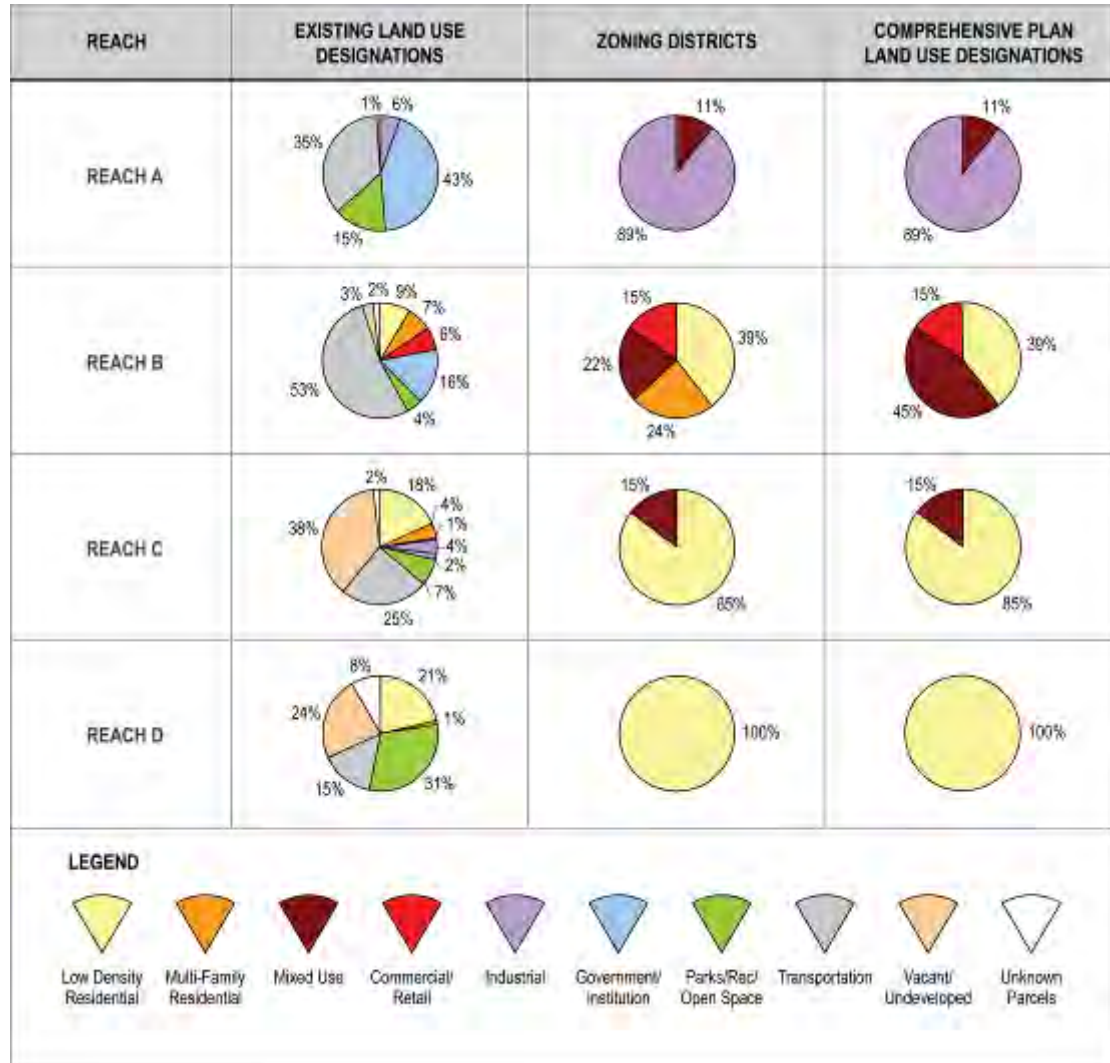 REACH
EXISTING LAND USE
DESIGNATIONS
ZONING DISTRICTS
COMPREHENSIVE PLAN
LAND USE DESIGNATIONS
REACH A
1%
6%
35%
43%
15%
11%
89%
11%
89%
REACH B
3%
2%
9%
7%
6%
16%
4%
53%
15%
39%
22%
24%
15%
39%
45%
REACH C
2%
18%
4%
1%
4%
2%
7%
25%
38%
15%
85%
15%
85%
REACH D
8%
21%
1%
31%
15%
24%
100%
100%
LEGEND
Low Density
Residential
Multi-Family
Residential
Mixed Use
Commercial/
Retail
Industrial
Government/
Institution
Parks/Rec/
Open Space
Transportation
Vacant/
Undeveloped
Unknown
Parcels